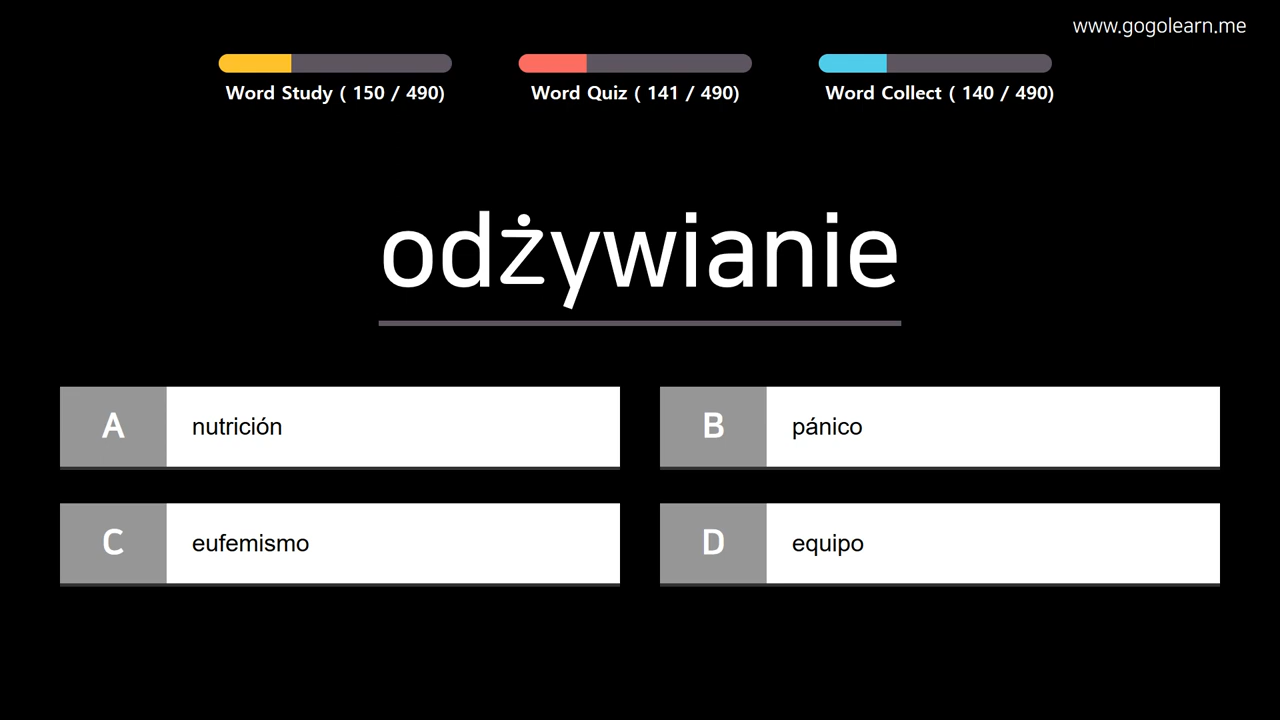 www.gogolearn.me
Word Study ( 150 / 490)
Word Quiz ( 141 / 490)
Word Collect ( 140 / 490)
odżywianie
A nutrición
B pánico
C eufemismo
D equipo